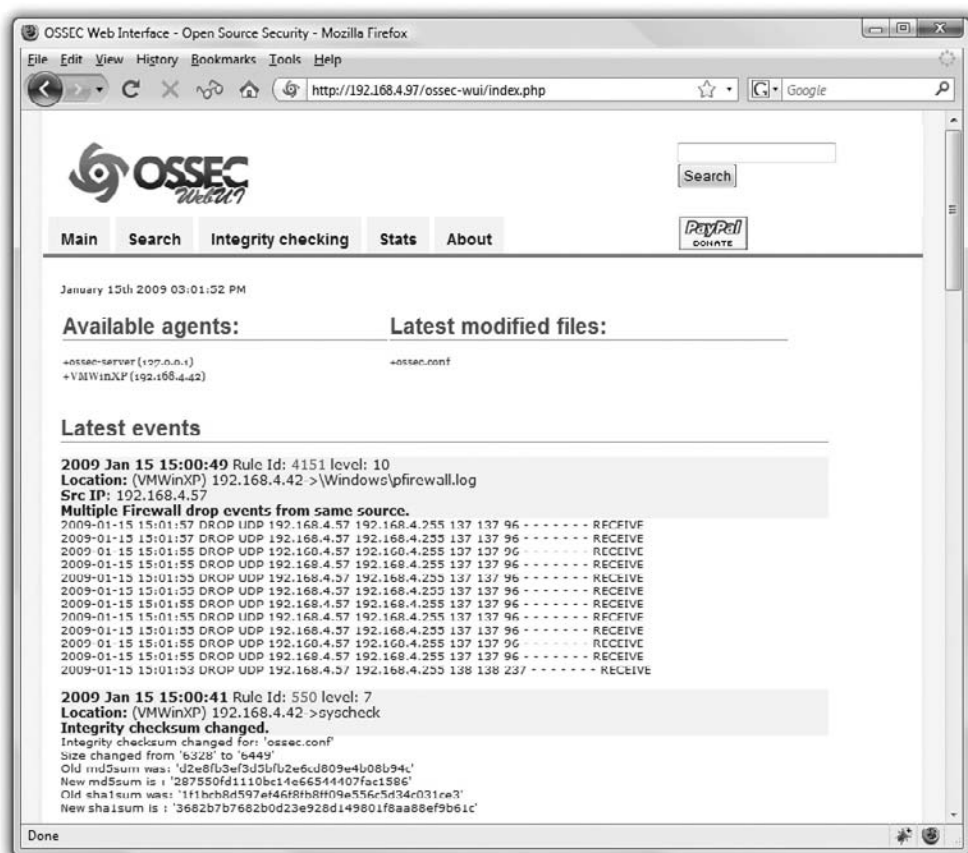 OSSEC Web Interface - Open Source Security - Mozilla Firefox
File Edit View History Bookmarks Tools Help
http://192.168.4.97/ossec-wui/index.php
G Google
OSSEC
WebUI
Search
Main Search Integrity checking Stats About
PayPal
DONATE
January 15th 2009 03:01:52 PM
Available agents: Latest modified files:
+ossec-server (127.0.0.1) +ossec.conf
+VMWinXP (192.168.4.42)
Latest events
2009 Jan 15 15:00:49 Rule Id: 4151 level: 10
Location: (VMWinXP) 192.168.4.42->\Windows\pfirewall.log
Src IP: 192.168.4.57
Multiple Firewall drop events from same source.
2009-01-15 15:01:57 DROP UDP 192.168.4.57 192.168.4.255 137 137 96 - - - - - - - RECEIVE
2009-01-15 15:01:57 DROP UDP 192.168.4.57 192.168.4.255 137 137 96 - - - - - - - RECEIVE
2009-01-15 15:01:55 DROP UDP 192.168.4.57 192.168.4.255 137 137 96 - - - - - - - RECEIVE
2009-01-15 15:01:55 DROP UDP 192.168.4.57 192.168.4.255 137 137 96 - - - - - - - RECEIVE
2009-01-15 15:01:55 DROP UDP 192.168.4.57 192.168.4.255 137 137 96 - - - - - - - RECEIVE
2009-01-15 15:01:55 DROP UDP 192.168.4.57 192.168.4.255 137 137 96 - - - - - - - RECEIVE
2009-01-15 15:01:55 DROP UDP 192.168.4.57 192.168.4.255 137 137 96 - - - - - - - RECEIVE
2009-01-15 15:01:55 DROP UDP 192.168.4.57 192.168.4.255 137 137 96 - - - - - - - RECEIVE
2009-01-15 15:01:55 DROP UDP 192.168.4.57 192.168.4.255 137 137 96 - - - - - - - RECEIVE
2009-01-15 15:01:55 DROP UDP 192.168.4.57 192.168.4.255 137 137 96 - - - - - - - RECEIVE
2009-01-15 15:01:55 DROP UDP 192.168.4.57 192.168.4.255 137 137 96 - - - - - - - RECEIVE
2009-01-15 15:01:53 DROP UDP 192.168.4.57 192.168.4.255 138 138 237 - - - - - - - RECEIVE
2009 Jan 15 15:00:41 Rule Id: 550 level: 7
Location: (VMWinXP) 192.168.4.42->syscheck
Integrity checksum changed.
Integrity checksum changed for: 'ossec.conf'
Size changed from '6328' to '6449'
Old md5sum was: 'd2e8fb3ef3d5bfb2e6cd809e4b08b94c'
New md5sum is : '287550fd1110bc14e66544407fac1586'
Old sha1sum was: '1f1bcb8d597ef46f8fb8ff09e556c5d34c031ce3'
New sha1sum is : '3682b7b7682b0d23e928d149801f8aa88ef9b61c'
Done